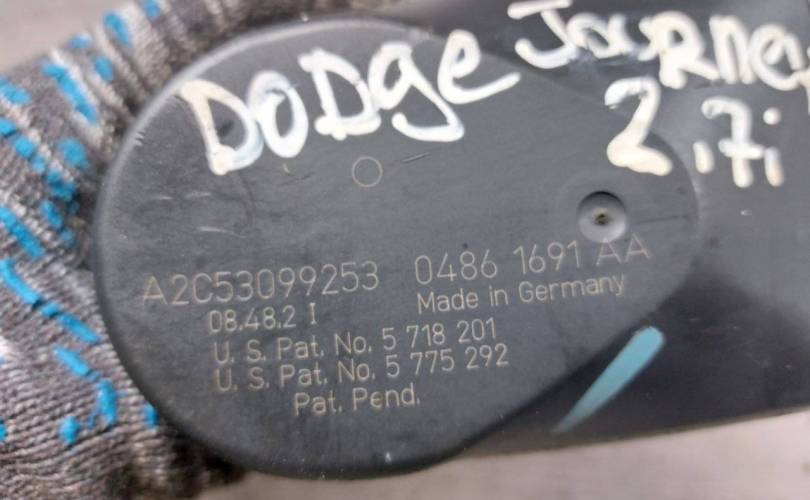 DODge JouRney
2.7i
A2C53099253 0486 1691 AA
08.48.2 I Made in Germany
U. S. Pat. No. 5 718 201
U. S. Pat. No. 5 775 292
Pat. Pend.